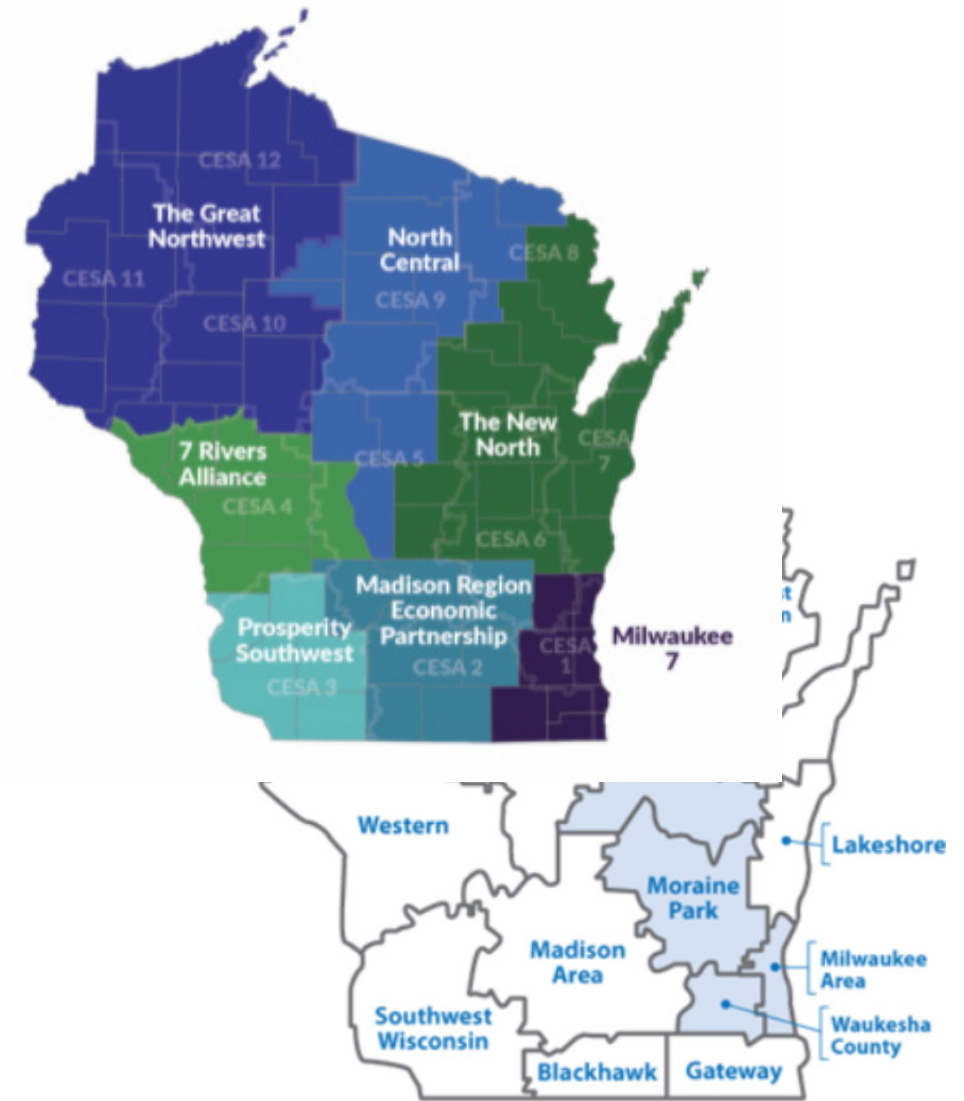 CESA 12
The Great
Northwest
North
Central
CESA 8
CESA 11
CESA 9
CESA 10
The New
North
CESA
7
7 Rivers
Alliance
CESA 5
CESA 4
CESA 6
Madison Region
Economic
Partnership
Prosperity
Southwest
CESA
1
Milwaukee
7
CESA 2
CESA 3
st
n
Western
Lakeshore
Moraine
Park
Madison
Area
Milwaukee
Area
Southwest
Wisconsin
Waukesha
County
Blackhawk
Gateway